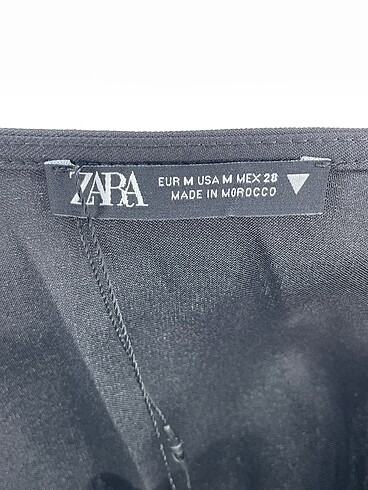 ZARA
EUR M USA M MEX 28
MADE IN MOROCCO